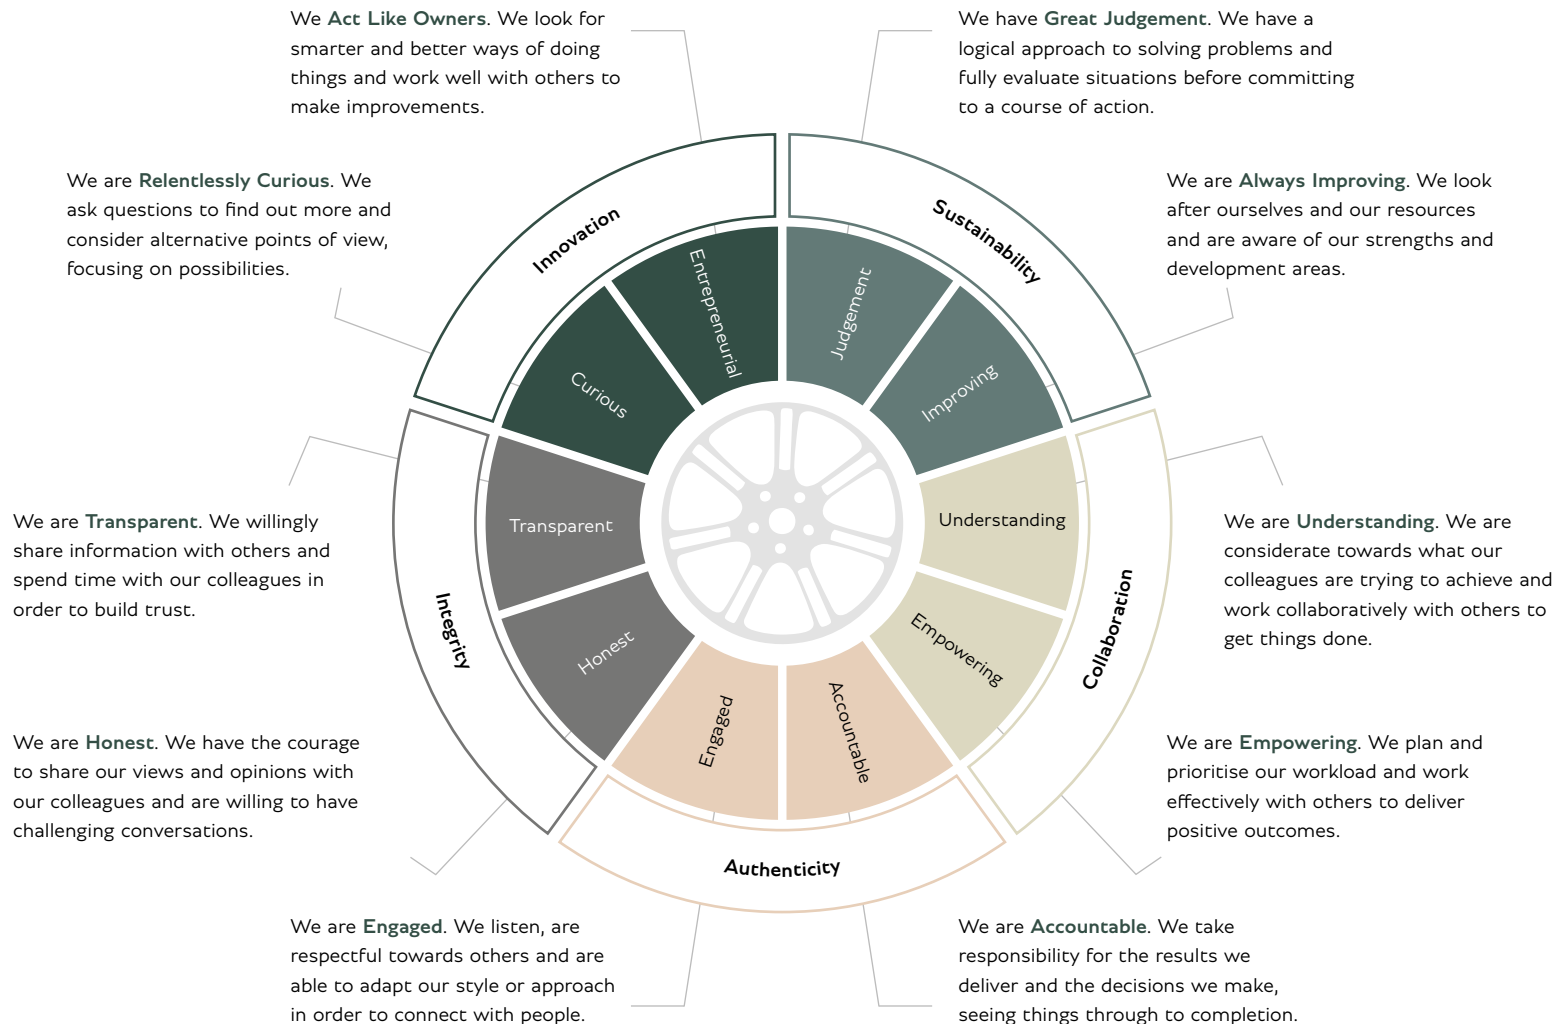 We Act Like Owners. We look for
smarter and better ways of doing
things and work well with others to
make improvements.
We have Great Judgement. We have a
logical approach to solving problems and
fully evaluate situations before committing
to a course of action.
We are Relentlessly Curious. We
ask questions to find out more and
consider alternative points of view,
focusing on possibilities.
We are Always Improving. We look
after ourselves and our resources
and are aware of our strengths and
development areas.
Innovation
Sustainability
Entrepreneurial
Judgement
Curious
Improving
Transparent
Understanding
We are Transparent. We willingly
share information with others and
spend time with our colleagues in
order to build trust.
We are Understanding. We are
considerate towards what our
colleagues are trying to achieve and
work collaboratively with others to
get things done.
Integrity
Honest
Empowering
Collaboration
Engaged
Accountable
We are Honest. We have the courage
to share our views and opinions with
our colleagues and are willing to have
challenging conversations.
We are Empowering. We plan and
prioritise our workload and work
effectively with others to deliver
positive outcomes.
Authenticity
We are Engaged. We listen, are
respectful towards others and are
able to adapt our style or approach
in order to connect with people.
We are Accountable. We take
responsibility for the results we
deliver and the decisions we make,
seeing things through to completion.